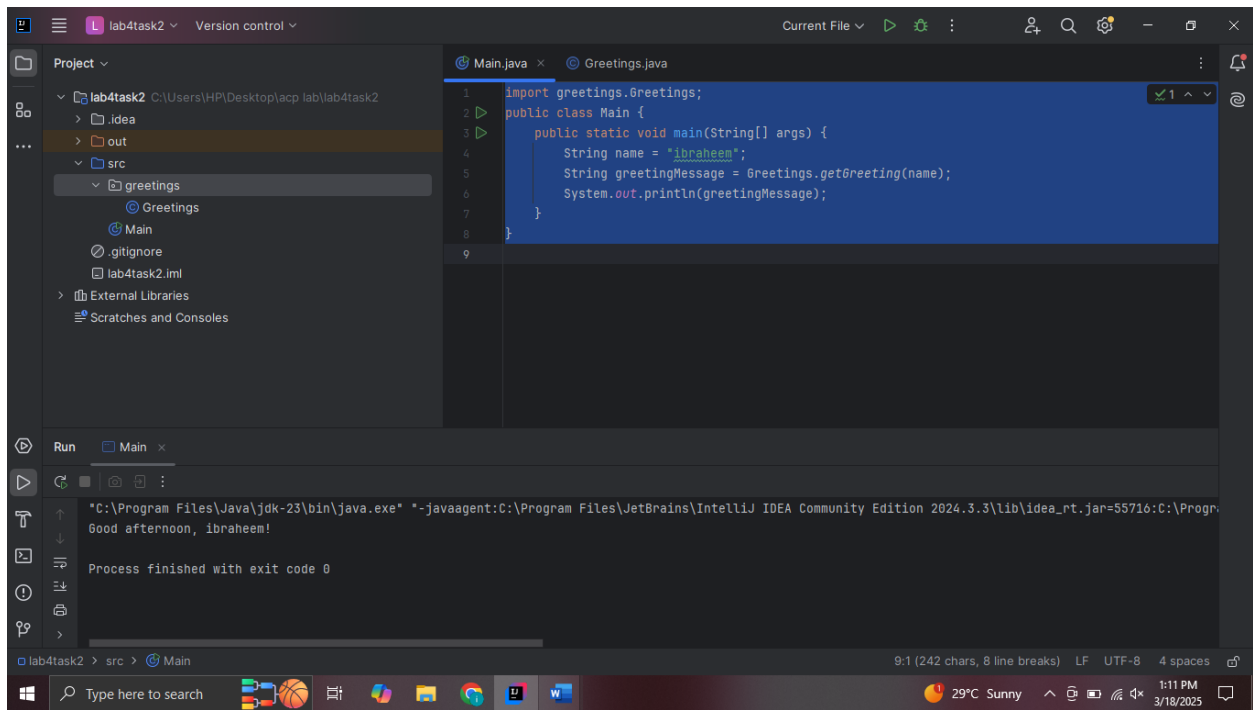 L lab4task2 Version control Current File
Project
Main.java Greetings.java
lab4task2 C:\Users\HP\Desktop\acp lab\lab4task2
.idea
out
src
greetings
Greetings
Main
.gitignore
lab4task2.iml
External Libraries
Scratches and Consoles
1 import greetings.Greetings;
2 public class Main {
3 public static void main(String[] args) {
4 String name = "ibraheem";
5 String greetingMessage = Greetings.getGreeting(name);
6 System.out.println(greetingMessage);
7 }
8 }
9
1
Run Main
"C:\Program Files\Java\jdk-23\bin\java.exe" "-javaagent:C:\Program Files\JetBrains\IntelliJ IDEA Community Edition 2024.3.3\lib\idea_rt.jar=55716:C:\Progr
Good afternoon, ibraheem!
Process finished with exit code 0
lab4task2 > src > Main 9:1 (242 chars, 8 line breaks) LF UTF-8 4 spaces
Type here to search 1 29°C Sunny 1:11 PM
3/18/2025